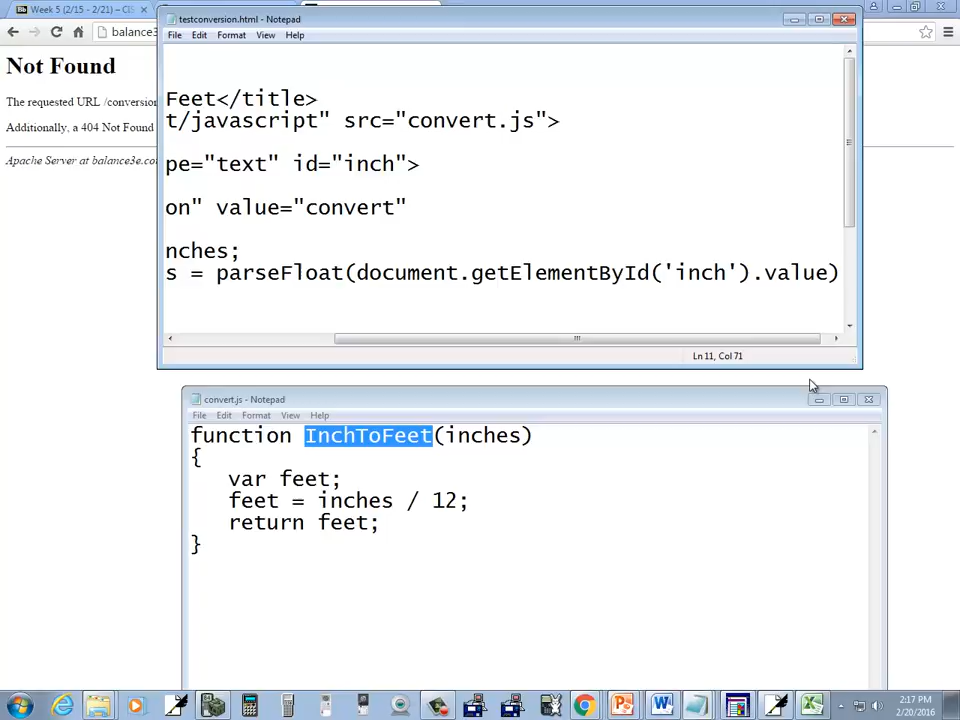 Week 5 (2/15 - 2/21) – CIS
balance3
Not Found
The requested URL /conversion
Additionally, a 404 Not Found
Apache Server at balance3e.co
testconversion.html - Notepad
File Edit Format View Help
Feet</title>
t/javascript" src="convert.js">
pe="text" id="inch">
on" value="convert"
nches;
s = parseFloat(document.getElementById('inch').value)
Ln 11, Col 71
convert.js - Notepad
File Edit Format View Help
function InchToFeet(inches)
{
var feet;
feet = inches / 12;
return feet;
}
2:17 PM
2/20/2016